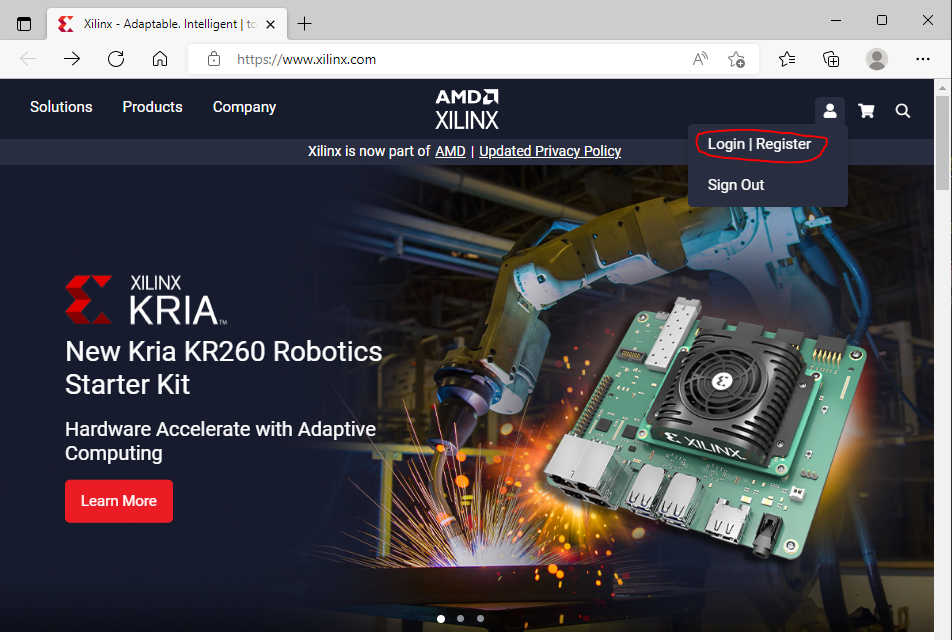 Xilinx - Adaptable. Intelligent | to
https://www.xilinx.com
Solutions
Products
Company
AMD
XILINX
Login | Register
Sign Out
Xilinx is now part of AMD | Updated Privacy Policy
XILINX
KRIA™
New Kria KR260 Robotics
Starter Kit
Hardware Accelerate with Adaptive
Computing
Learn More
XILINX